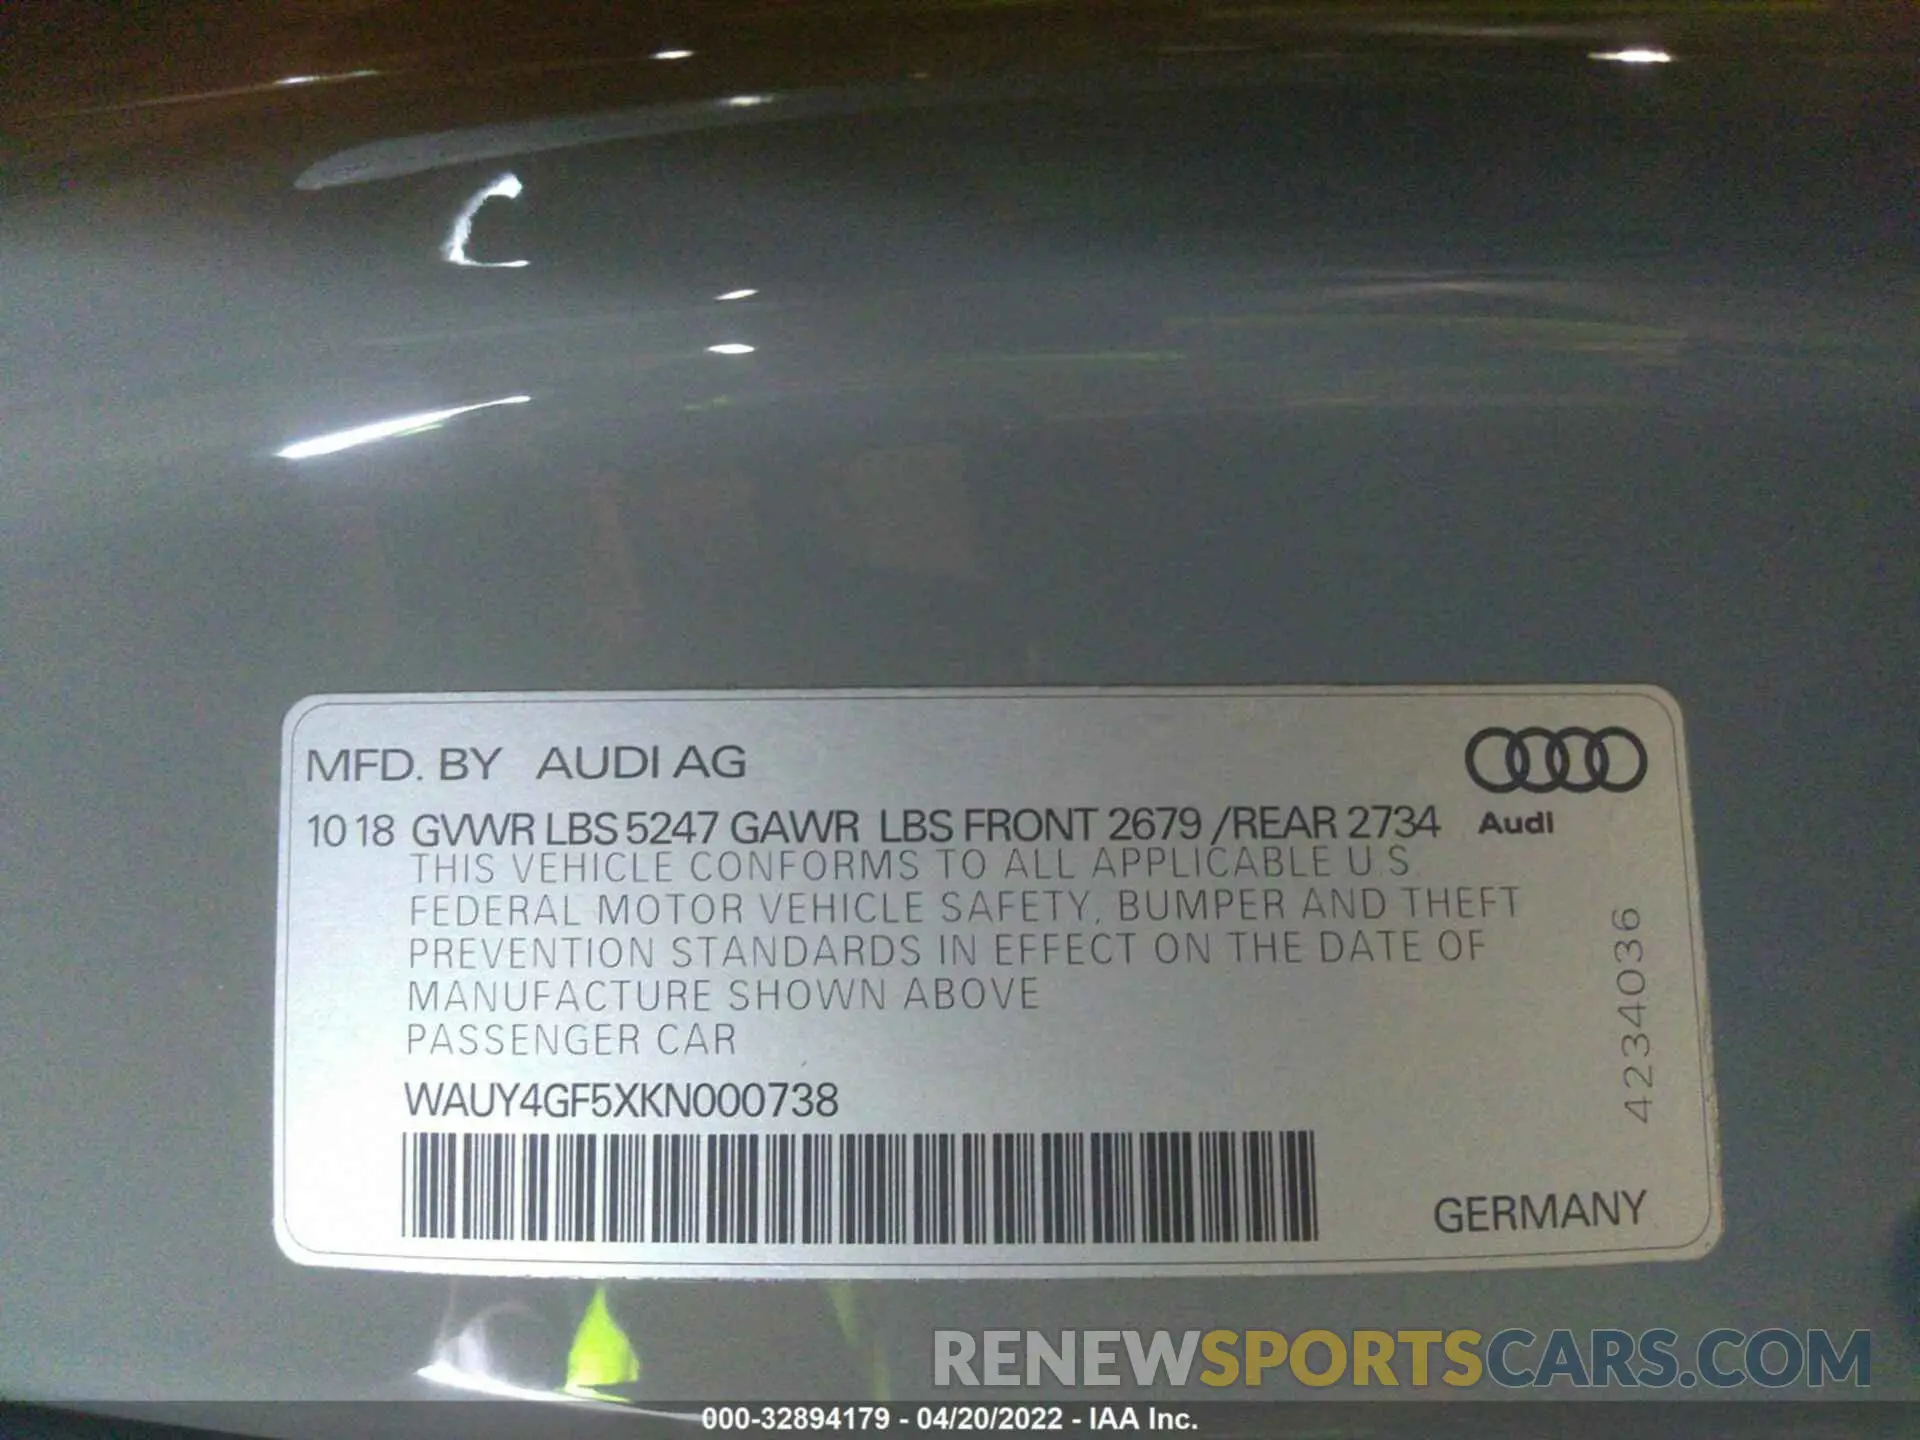 MFD. BY AUDI AG
Audi
10 18 GVWR LBS 5247 GAWR LBS FRONT 2679 /REAR 2734
THIS VEHICLE CONFORMS TO ALL APPLICABLE U.S.
FEDERAL MOTOR VEHICLE SAFETY, BUMPER AND THEFT
PREVENTION STANDARDS IN EFFECT ON THE DATE OF
MANUFACTURE SHOWN ABOVE
PASSENGER CAR
WAUY4GF5XKN000738
4234036
GERMANY
RENEWSPORTSCARS.COM
000-32894179 - 04/20/2022 - IAA Inc.